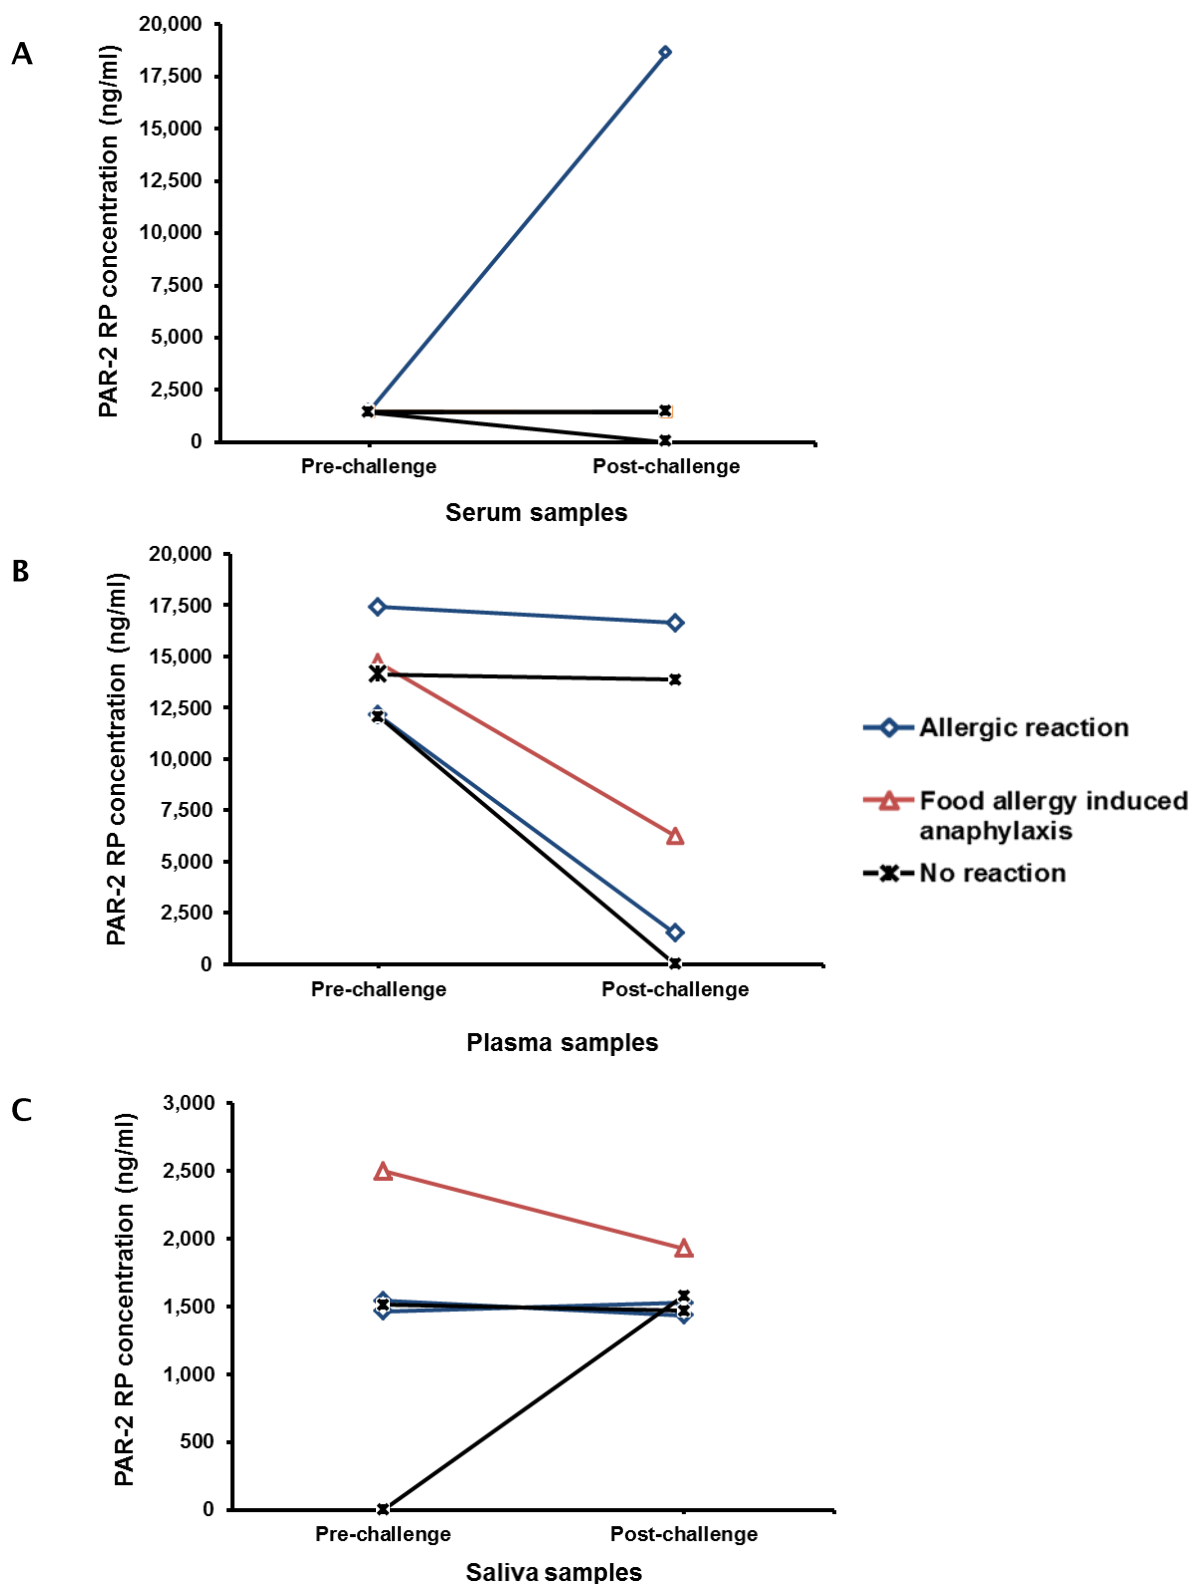 A
PAR-2 RP concentration (ng/ml)
20,000
17,500
15,000
12,500
10,000
7,500
5,000
2,500
0
Pre-challenge
Post-challenge
Serum samples
B
PAR-2 RP concentration (ng/ml)
20,000
17,500
15,000
12,500
10,000
7,500
5,000
2,500
0
Pre-challenge
Post-challenge
Plasma samples
Allergic reaction
Food allergy induced
anaphylaxis
No reaction
C
PAR-2 RP concentration (ng/ml)
3,000
2,500
2,000
1,500
1,000
500
0
Pre-challenge
Post-challenge
Saliva samples